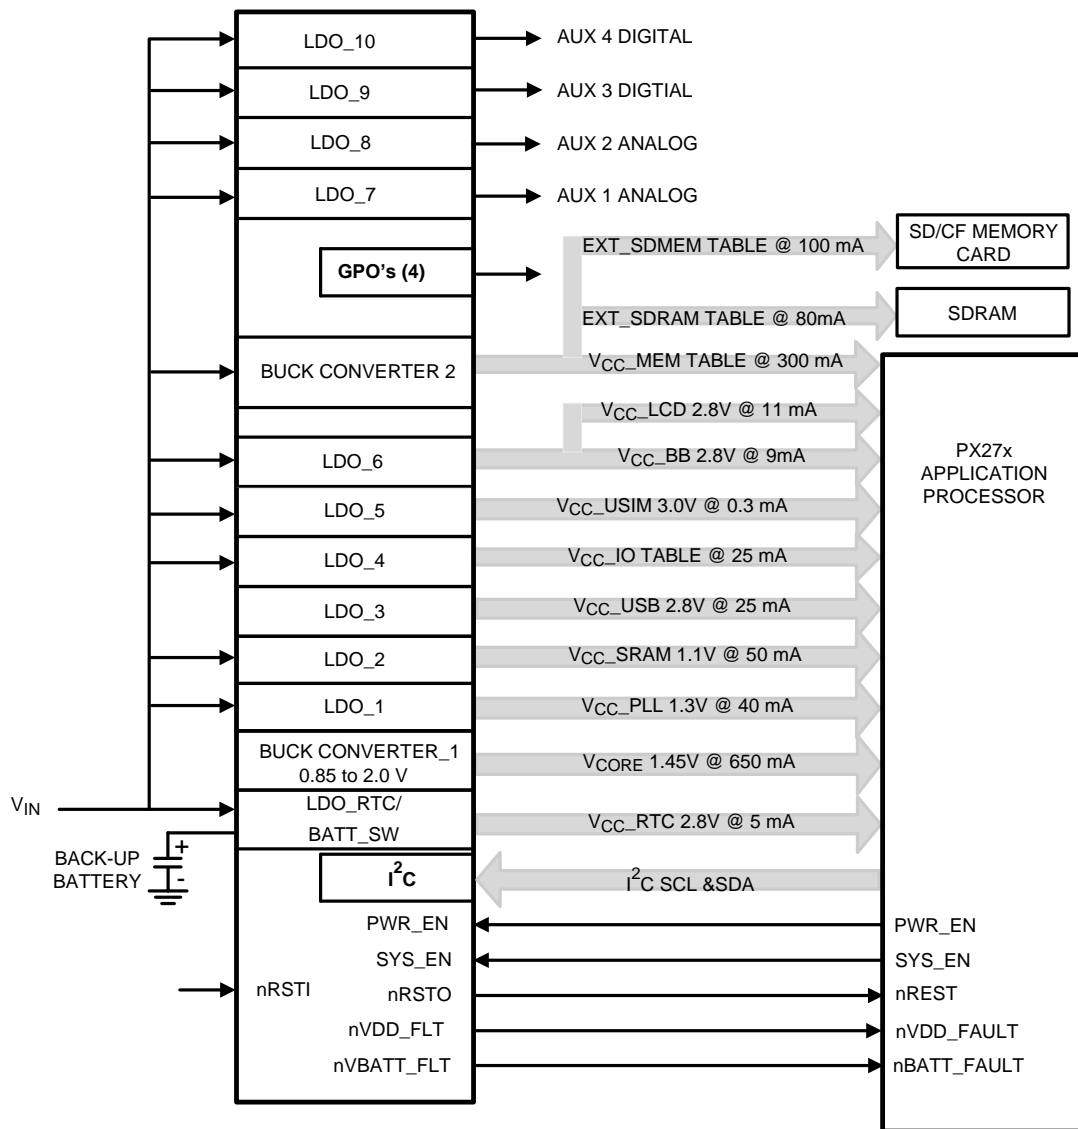 LDO_10
AUX 4 DIGITAL
LDO_9
AUX 3 DIGTIAL
LDO_8
AUX 2 ANALOG
LDO_7
AUX 1 ANALOG
GPO's (4)
EXT_SDMEM TABLE @ 100 mA
SD/CF MEMORY
CARD
EXT_SDRAM TABLE @ 80mA
SDRAM
BUCK CONVERTER 2
VCC_MEM TABLE @ 300 mA
VCC_LCD 2.8V @ 11 mA
LDO_6
VCC_BB 2.8V @ 9mA
PX27x
APPLICATION
PROCESSOR
LDO_5
VCC_USIM 3.0V @ 0.3 mA
LDO_4
VCC_IO TABLE @ 25 mA
LDO_3
VCC_USB 2.8V @ 25 mA
LDO_2
VCC_SRAM 1.1V @ 50 mA
LDO_1
VCC_PLL 1.3V @ 40 mA
BUCK CONVERTER_1
0.85 to 2.0 V
VCORE 1.45V @ 650 mA
VIN
LDO_RTC/
BATT_SW
VCC_RTC 2.8V @ 5 mA
BACK-UP
BATTERY
+
-
I2C
I2C SCL &SDA
PWR_EN
PWR_EN
SYS_EN
SYS_EN
nRSTI
nRSTO
nREST
nVDD_FLT
nVDD_FAULT
nVBATT_FLT
nBATT_FAULT